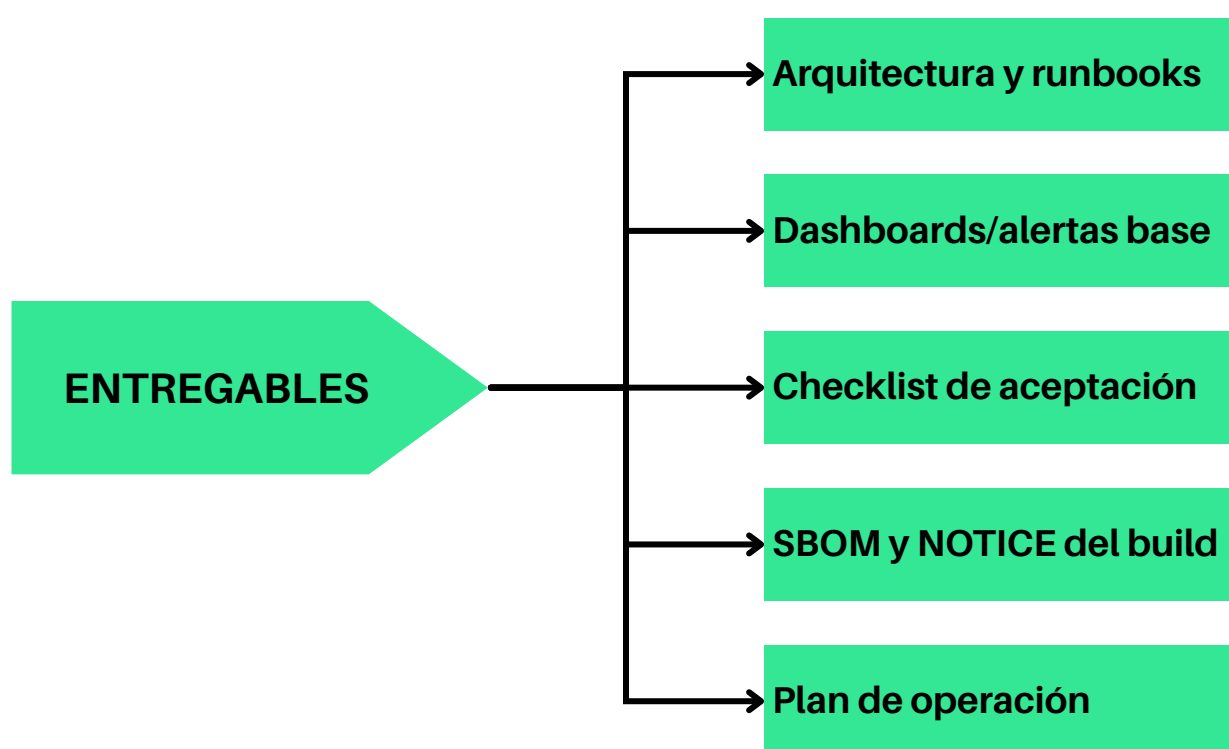 ENTREGABLES
Arquitectura y runbooks
Dashboards/alertas base
Checklist de aceptación
SBOM y NOTICE del build
Plan de operación